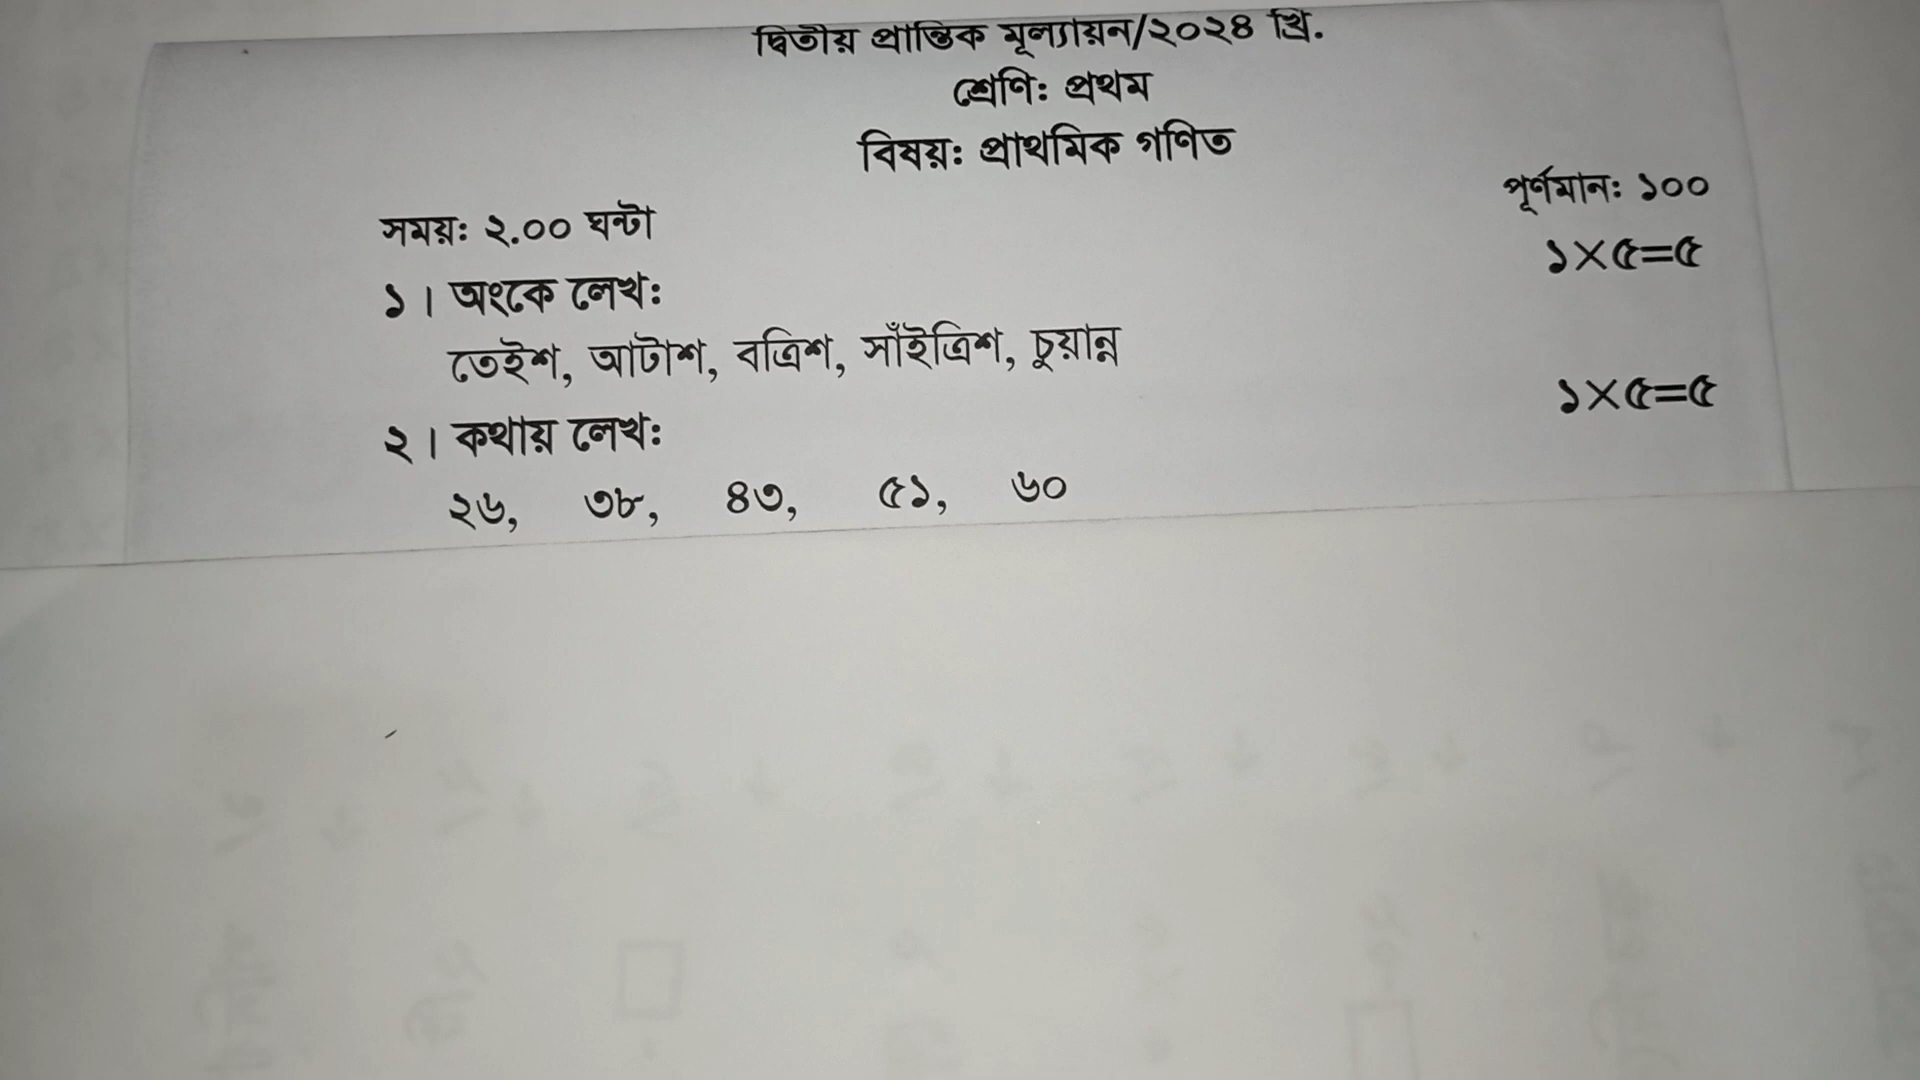 দ্বিতীয় প্রান্তিক মূল্যায়ন/২০২৪ খ্রি.
শ্রেণি: প্রথম
বিষয়: প্রাথমিক গণিত
সময়: ২.০০ ঘন্টা পূর্ণমান: ১০০
১। অংকে লেখ: ১×৫=৫
তেইশ, আটাশ, বত্রিশ, সাঁইত্রিশ, চুয়ান্ন
২। কথায় লেখ: ১×৫=৫
২৬, ৩৮, ৪৩, ৫১, ৬০